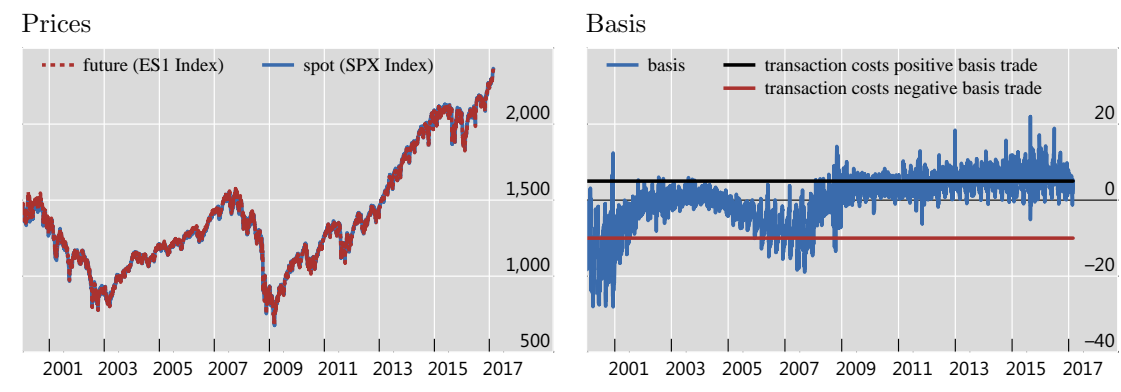 Prices
future (ES1 Index) spot (SPX Index)
2,000
1,500
1,000
500
2001 2003 2005 2007 2009 2011 2013 2015 2017
Basis
basis transaction costs positive basis trade
transaction costs negative basis trade
20
0
−20
−40
2001 2003 2005 2007 2009 2011 2013 2015 2017